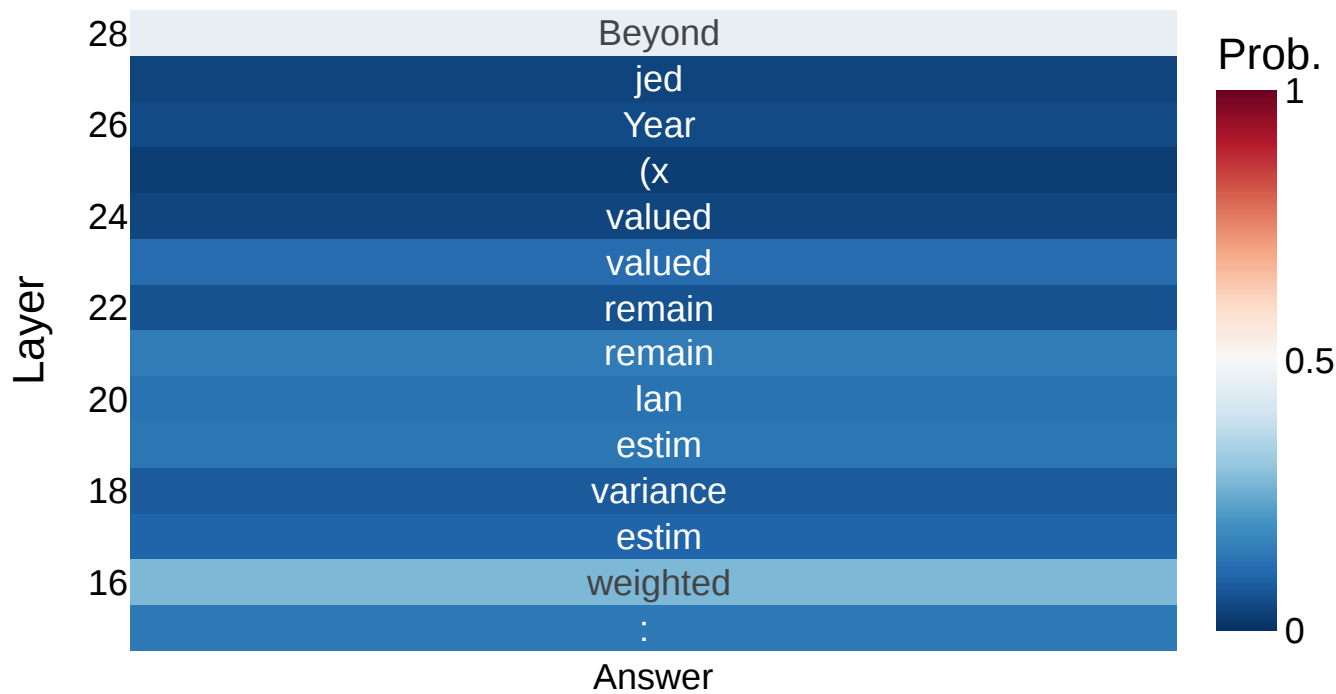 28 Beyond
jed
26 Year
(x
24 valued
valued
22 remain
remain
20 lan
estim
18 variance
estim
16 weighted
:
Answer
Layer
Prob.
1
0.5
0